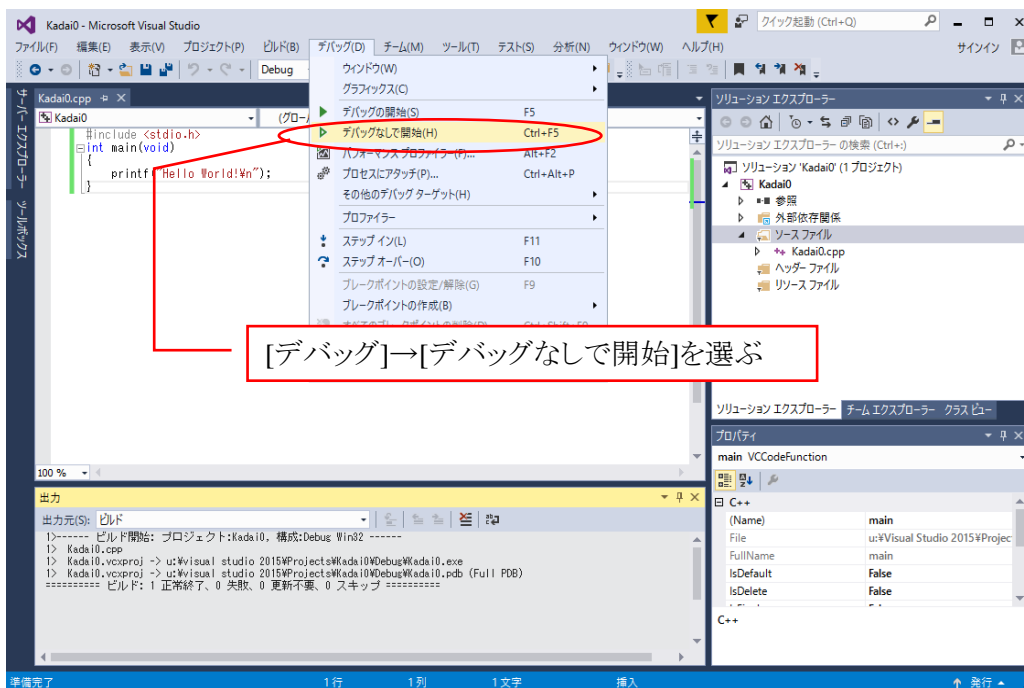 Kadai0 - Microsoft Visual Studio
クイック起動 (Ctrl+Q)
ファイル(F) 編集(E) 表示(V) プロジェクト(P) ビルド(B) デバッグ(D) チーム(M) ツール(T) テスト(S) 分析(N) ウィンドウ(W) ヘルプ(H)
サインイン
Debug
サーバー エクスプローラー
ツールボックス
Kadai0.cpp
Kadai0
#include <stdio.h>
int main(void)
{
printf("Hello World!¥n");
}
ウィンドウ(W)
グラフィックス(C)
デバッグの開始(S) F5
デバッグなしで開始(H) Ctrl+F5
パフォーマンス プロファイラー(F)... Alt+F2
プロセスにアタッチ(P)... Ctrl+Alt+P
その他のデバッグ ターゲット(H)
プロファイラー
ステップ イン(L) F11
ステップ オーバー(O) F10
ブレークポイントの設定/解除(G) F9
ブレークポイントの作成(B)
[デバッグ]→[デバッグなしで開始]を選ぶ
100 %
ソリューション エクスプローラー
ソリューション エクスプローラー の検索 (Ctrl+:)
ソリューション 'Kadai0' (1 プロジェクト)
Kadai0
参照
外部依存関係
ソース ファイル
Kadai0.cpp
ヘッダー ファイル
リソース ファイル
ソリューション エクスプローラー チーム エクスプローラー クラス ビュー
プロパティ
main VCCodeFunction
C++
(Name) main
File u:¥Visual Studio 2015¥Projec
FullName main
IsDefault False
IsDelete False
C++
出力
出力元(S): ビルド
1>------ ビルド開始: プロジェクト:Kadai0, 構成:Debug Win32 ------
1> Kadai0.cpp
1> Kadai0.vcxproj -> u:¥visual studio 2015¥Projects¥Kadai0¥Debug¥Kadai0.exe
1> Kadai0.vcxproj -> u:¥visual studio 2015¥Projects¥Kadai0¥Debug¥Kadai0.pdb (Full PDB)
========== ビルド: 1 正常終了、0 失敗、0 更新不要、0 スキップ ==========
準備完了 1行 1列 1文字 挿入 発行